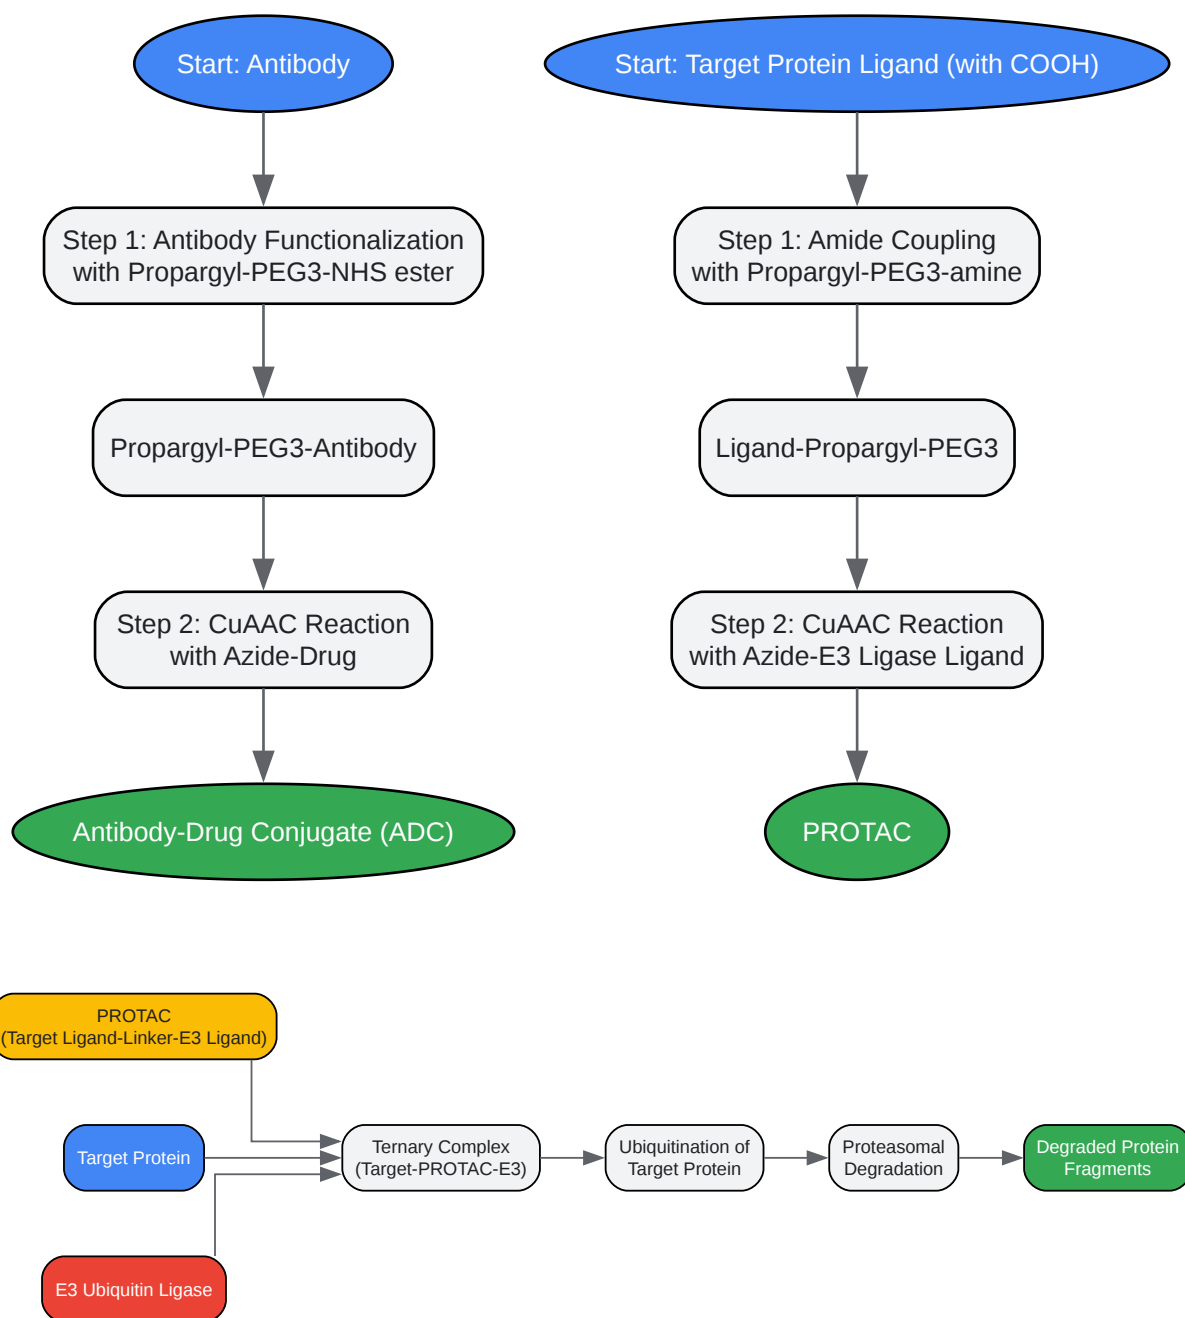 Start: Antibody
Step 1: Antibody Functionalization
with Propargyl-PEG3-NHS ester
Propargyl-PEG3-Antibody
Step 2: CuAAC Reaction
with Azide-Drug
Antibody-Drug Conjugate (ADC)
Start: Target Protein Ligand (with COOH)
Step 1: Amide Coupling
with Propargyl-PEG3-amine
Ligand-Propargyl-PEG3
Step 2: CuAAC Reaction
with Azide-E3 Ligase Ligand
PROTAC
PROTAC
(Target Ligand-Linker-E3 Ligand)
Target Protein
E3 Ubiquitin Ligase
Ternary Complex
(Target-PROTAC-E3)
Ubiquitination of
Target Protein
Proteasomal
Degradation
Degraded Protein
Fragments